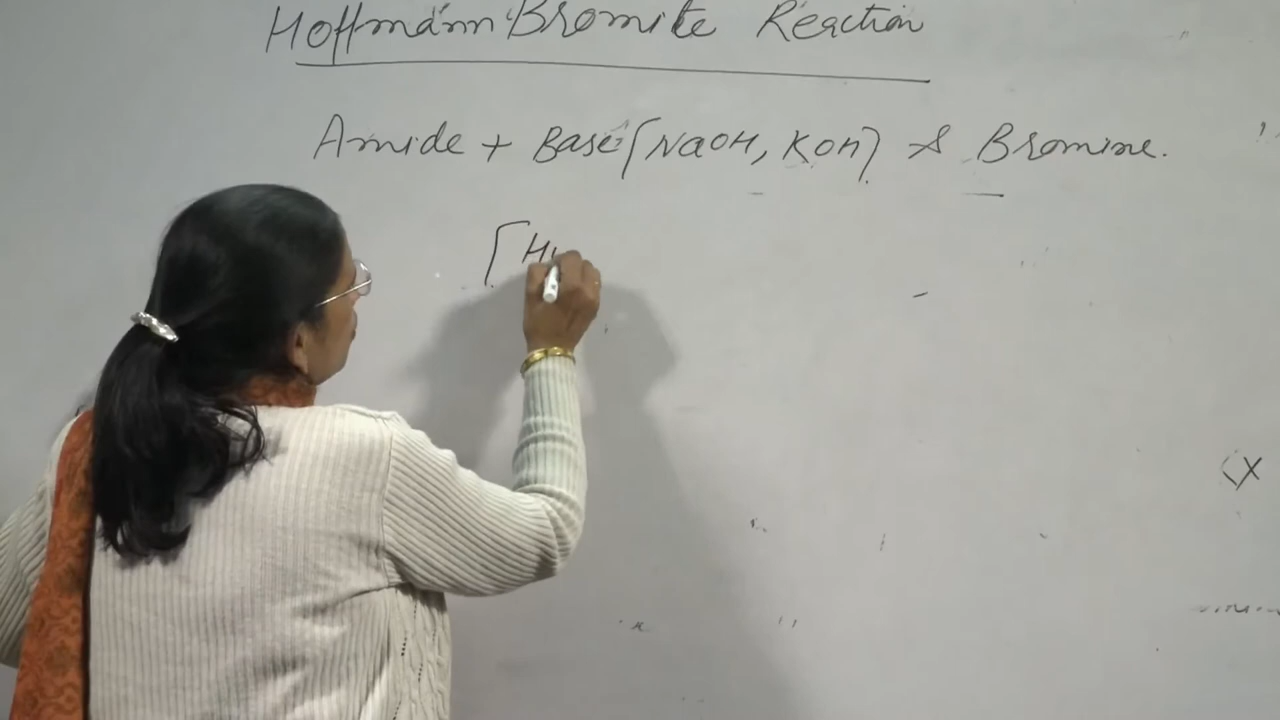 Hoffmann Bromite Reaction
Amide + Base [NaOH, KOH] & Bromine.
[H